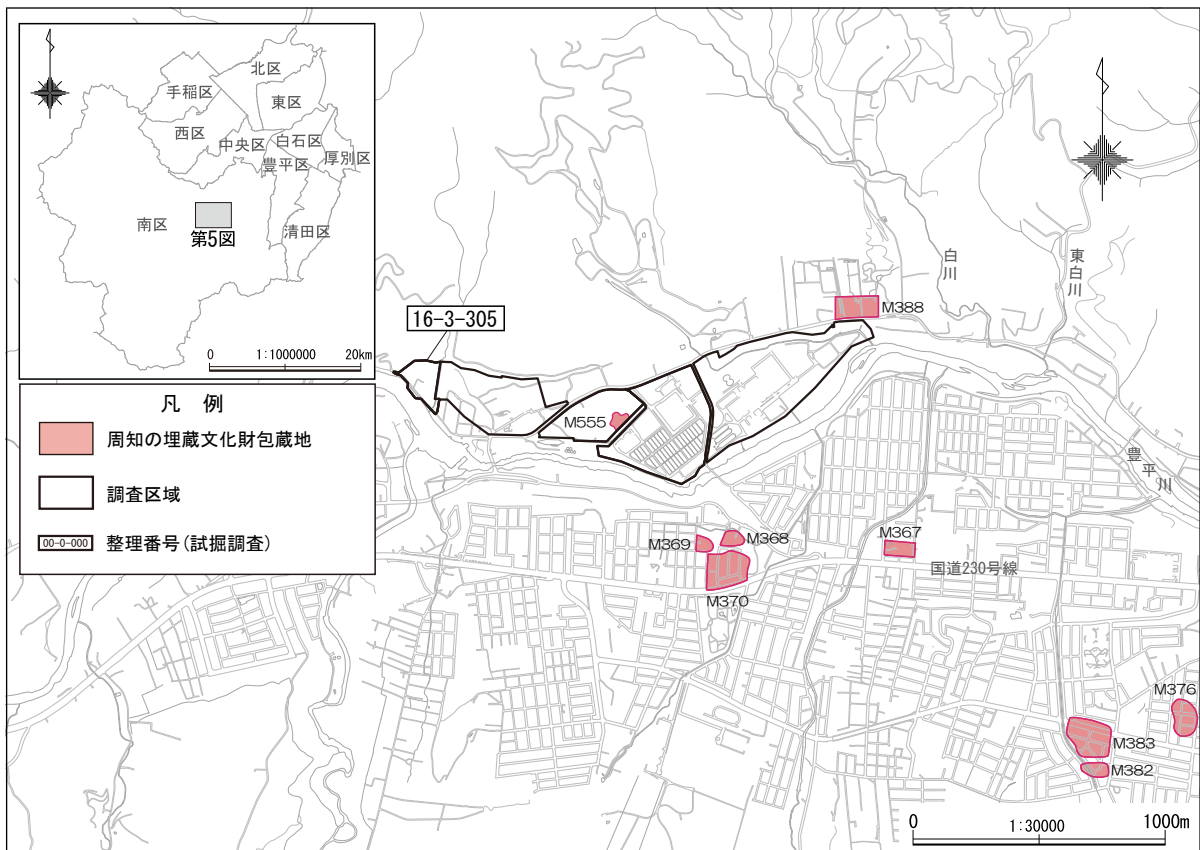 北区
手稲区
東区
西区
中央区
白石区
厚別区
豊平区
南区
清田区
第5図
0 1:1000000 20km
凡 例
周知の埋蔵文化財包蔵地
調査区域
00-0-000 整理番号(試掘調査)
16-3-305
M388
白川
東白川
M555
豊平川
M369
M368
M367
国道230号線
M370
M376
M383
M382
0 1:30000 1000m